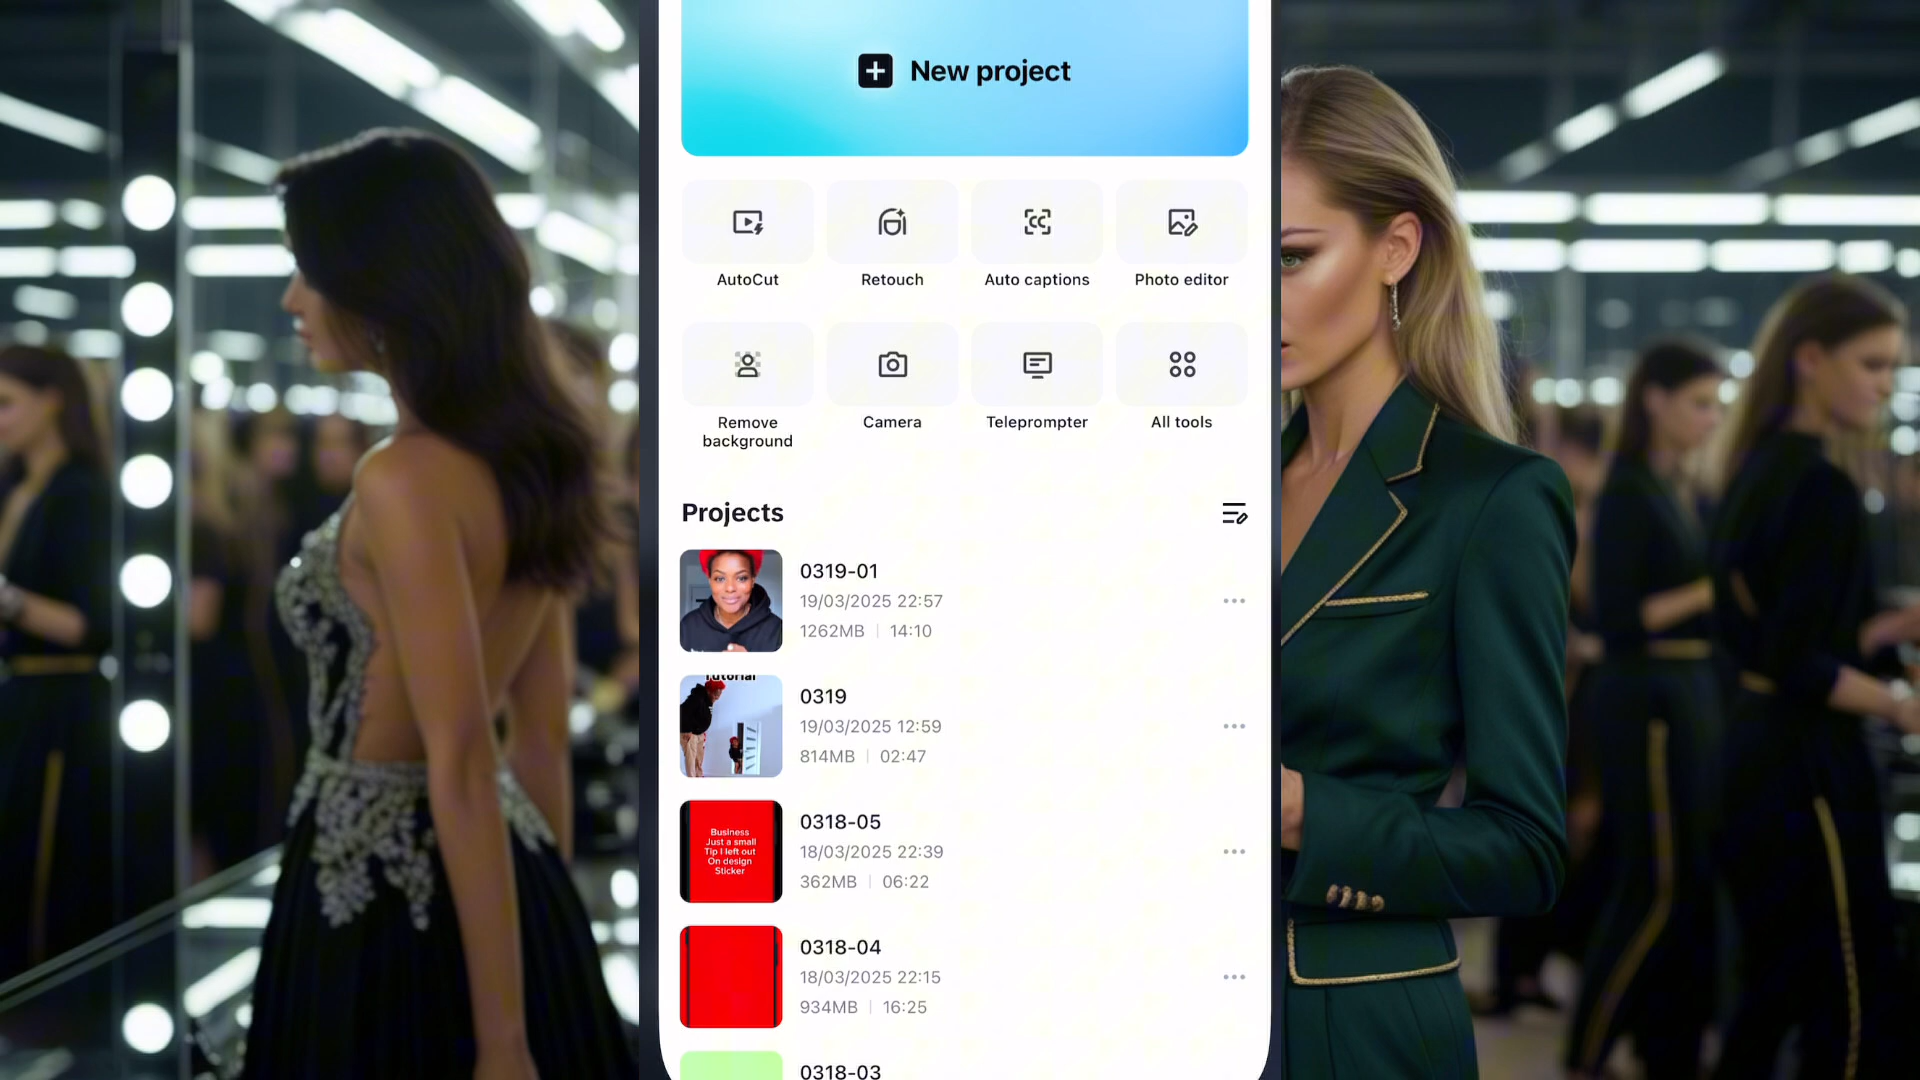 New project
AutoCut
Retouch
Auto captions
Photo editor
Remove
background
Camera
Teleprompter
All tools
Projects
0319-01
19/03/2025 22:57
1262MB | 14:10
Tutorial
0319
19/03/2025 12:59
814MB | 02:47
Business
Just a small
Tip I left out
On design
Sticker
0318-05
18/03/2025 22:39
362MB | 06:22
0318-04
18/03/2025 22:15
934MB | 16:25
0318-03